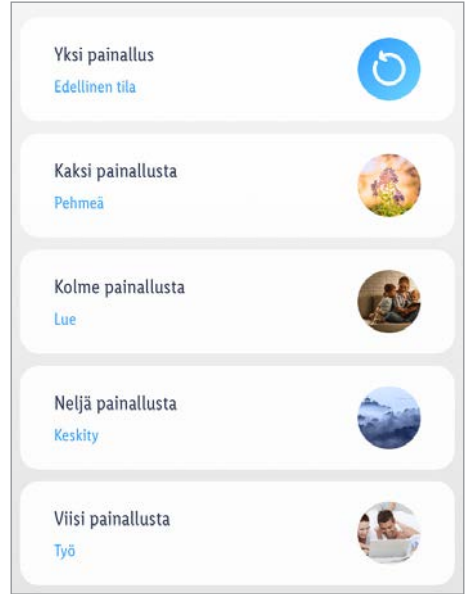 Yksi painallus
Edellinen tila
Kaksi painallusta
Pehmeä
Kolme painallusta
Lue
Neljä painallusta
Keskity
Viisi painallusta
Työ